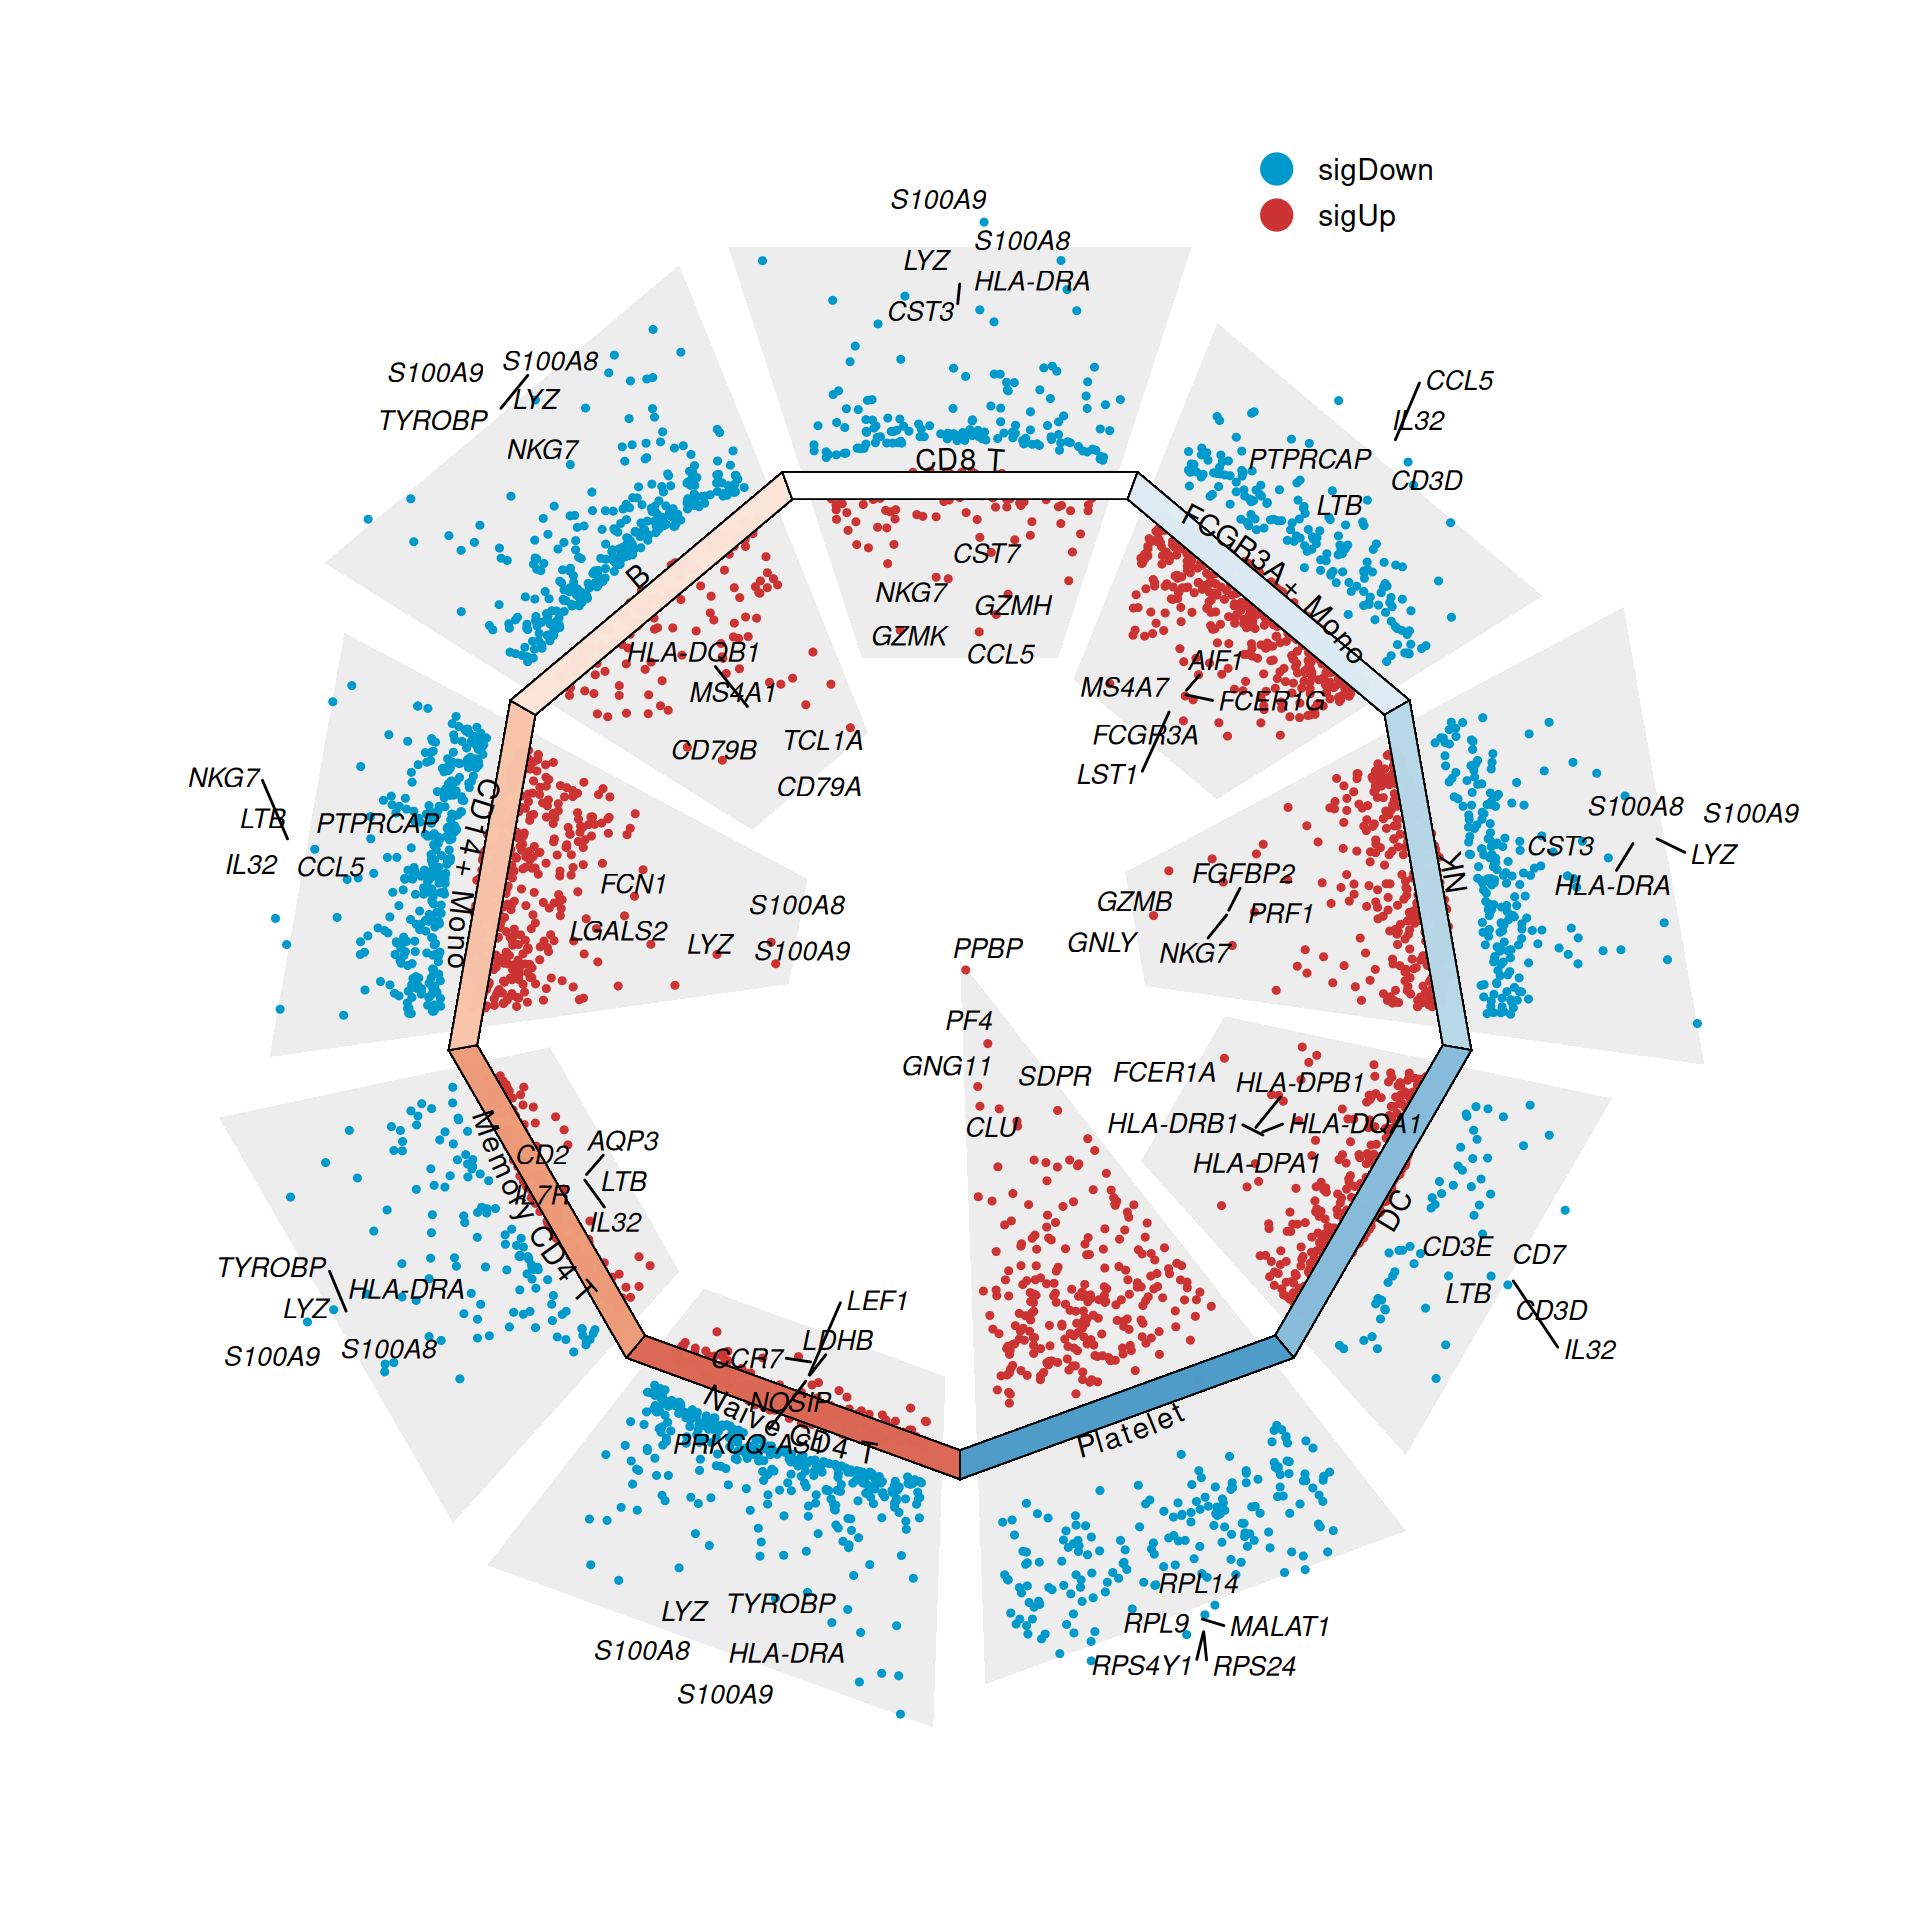 sigDown
sigUp
S100A9
S100A8
LYZ
HLA-DRA
CST3
CD8 T
CST7
NKG7
GZMH
GZMK
CCL5
CCL5
IL32
PTPRCAP
CD3D
LTB
FCGR3A+ Mono
AIF1
MS4A7
FCER1G
FCGR3A
LST1
S100A8
S100A9
CST3
LYZ
HLA-DRA
NK
FGFBP2
GZMB
PRF1
GNLY
NKG7
FCER1A
HLA-DPB1
HLA-DRB1
HLA-DQA1
HLA-DPA1
DC
CD3E
CD7
LTB
CD3D
IL32
PPBP
PF4
GNG11
SDPR
CLU
Platelet
RPL14
RPL9
MALAT1
RPS4Y1
RPS24
LEF1
LDHB
CCR7
NOSIP
PRKCQ-AS1
Naive CD4 T
LYZ
TYROBP
S100A8
HLA-DRA
S100A9
CD2
AQP3
LTB
IL7R
IL32
Memory CD4 T
TYROBP
HLA-DRA
LYZ
S100A8
S100A9
NKG7
LTB
PTPRCAP
IL32
CCL5
CD14+ Mono
FCN1
S100A8
LGALS2
LYZ
S100A9
S100A9
S100A8
LYZ
TYROBP
NKG7
B
HLA-DQB1
MS4A1
CD79B
TCL1A
CD79A